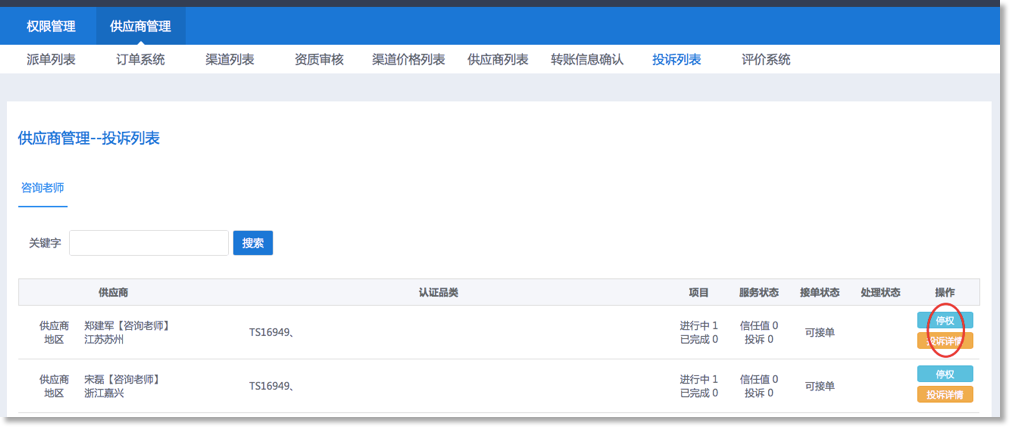 权限管理 供应商管理
派单列表 订单系统 渠道列表 资质审核 渠道价格列表 供应商列表 转账信息确认 投诉列表 评价系统
供应商管理--投诉列表
咨询老师
关键字 搜索
供应商 认证品类 项目 服务状态 接单状态 处理状态 操作
供应商 郑建军【咨询老师】 进行中 1 信任值 0 停权
地区 江苏苏州 TS16949、 已完成 0 投诉 0 可接单 投诉详情
供应商 宋磊【咨询老师】 进行中 1 信任值 0 停权
地区 浙江嘉兴 TS16949、 已完成 0 投诉 0 可接单 投诉详情